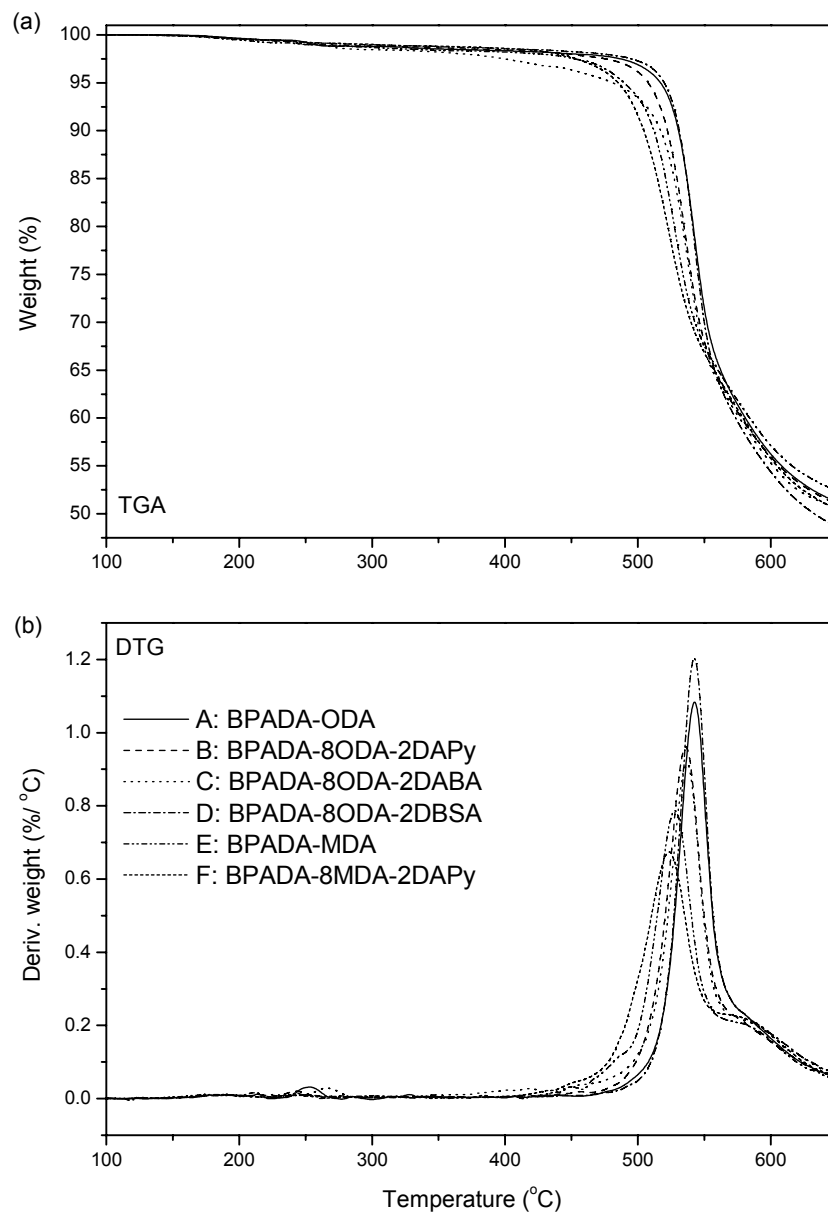 (a)
100
95
90
85
80
75
70
65
60
55
50
Weight (%)
TGA
100 200 300 400 500 600
(b)
DTG
1.2
1.0
0.8
0.6
0.4
0.2
0.0
Deriv. weight (%/ °C)
A: BPADA-ODA
B: BPADA-8ODA-2DAPy
C: BPADA-8ODA-2DABA
D: BPADA-8ODA-2DBSA
E: BPADA-MDA
F: BPADA-8MDA-2DAPy
100 200 300 400 500 600
Temperature (°C)